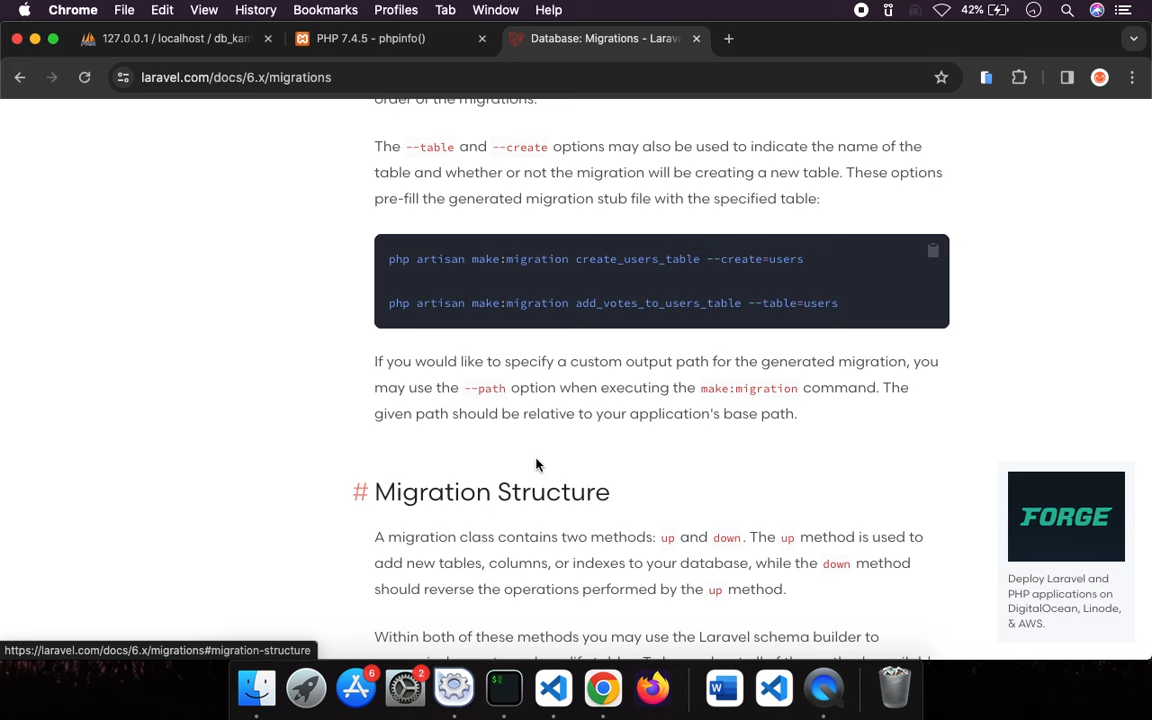 Chrome File Edit View History Bookmarks Profiles Tab Window Help 42%
127.0.0.1 / localhost / db_kam PHP 7.4.5 - phpinfo() Database: Migrations - Larav
laravel.com/docs/6.x/migrations
order of the migrations.
The --table and --create options may also be used to indicate the name of the
table and whether or not the migration will be creating a new table. These options
pre-fill the generated migration stub file with the specified table:
php artisan make:migration create_users_table --create=users
php artisan make:migration add_votes_to_users_table --table=users
If you would like to specify a custom output path for the generated migration, you
may use the --path option when executing the make:migration command. The
given path should be relative to your application's base path.
# Migration Structure
A migration class contains two methods: up and down. The up method is used to
add new tables, columns, or indexes to your database, while the down method
should reverse the operations performed by the up method.
Within both of these methods you may use the Laravel schema builder to
FORGE
Deploy Laravel and
PHP applications on
DigitalOcean, Linode,
& AWS.
https://laravel.com/docs/6.x/migrations#migration-structure
6
2